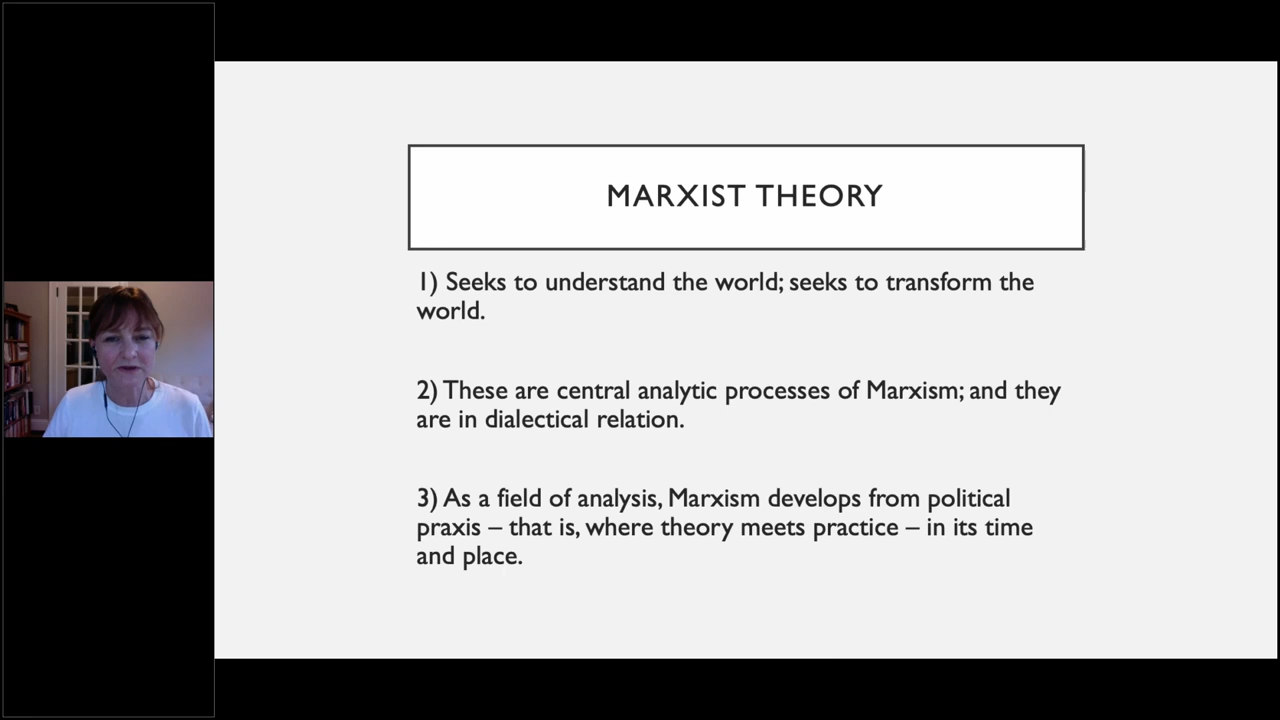 MARXIST THEORY
1) Seeks to understand the world; seeks to transform the
world.
2) These are central analytic processes of Marxism; and they
are in dialectical relation.
3) As a field of analysis, Marxism develops from political
praxis – that is, where theory meets practice – in its time
and place.